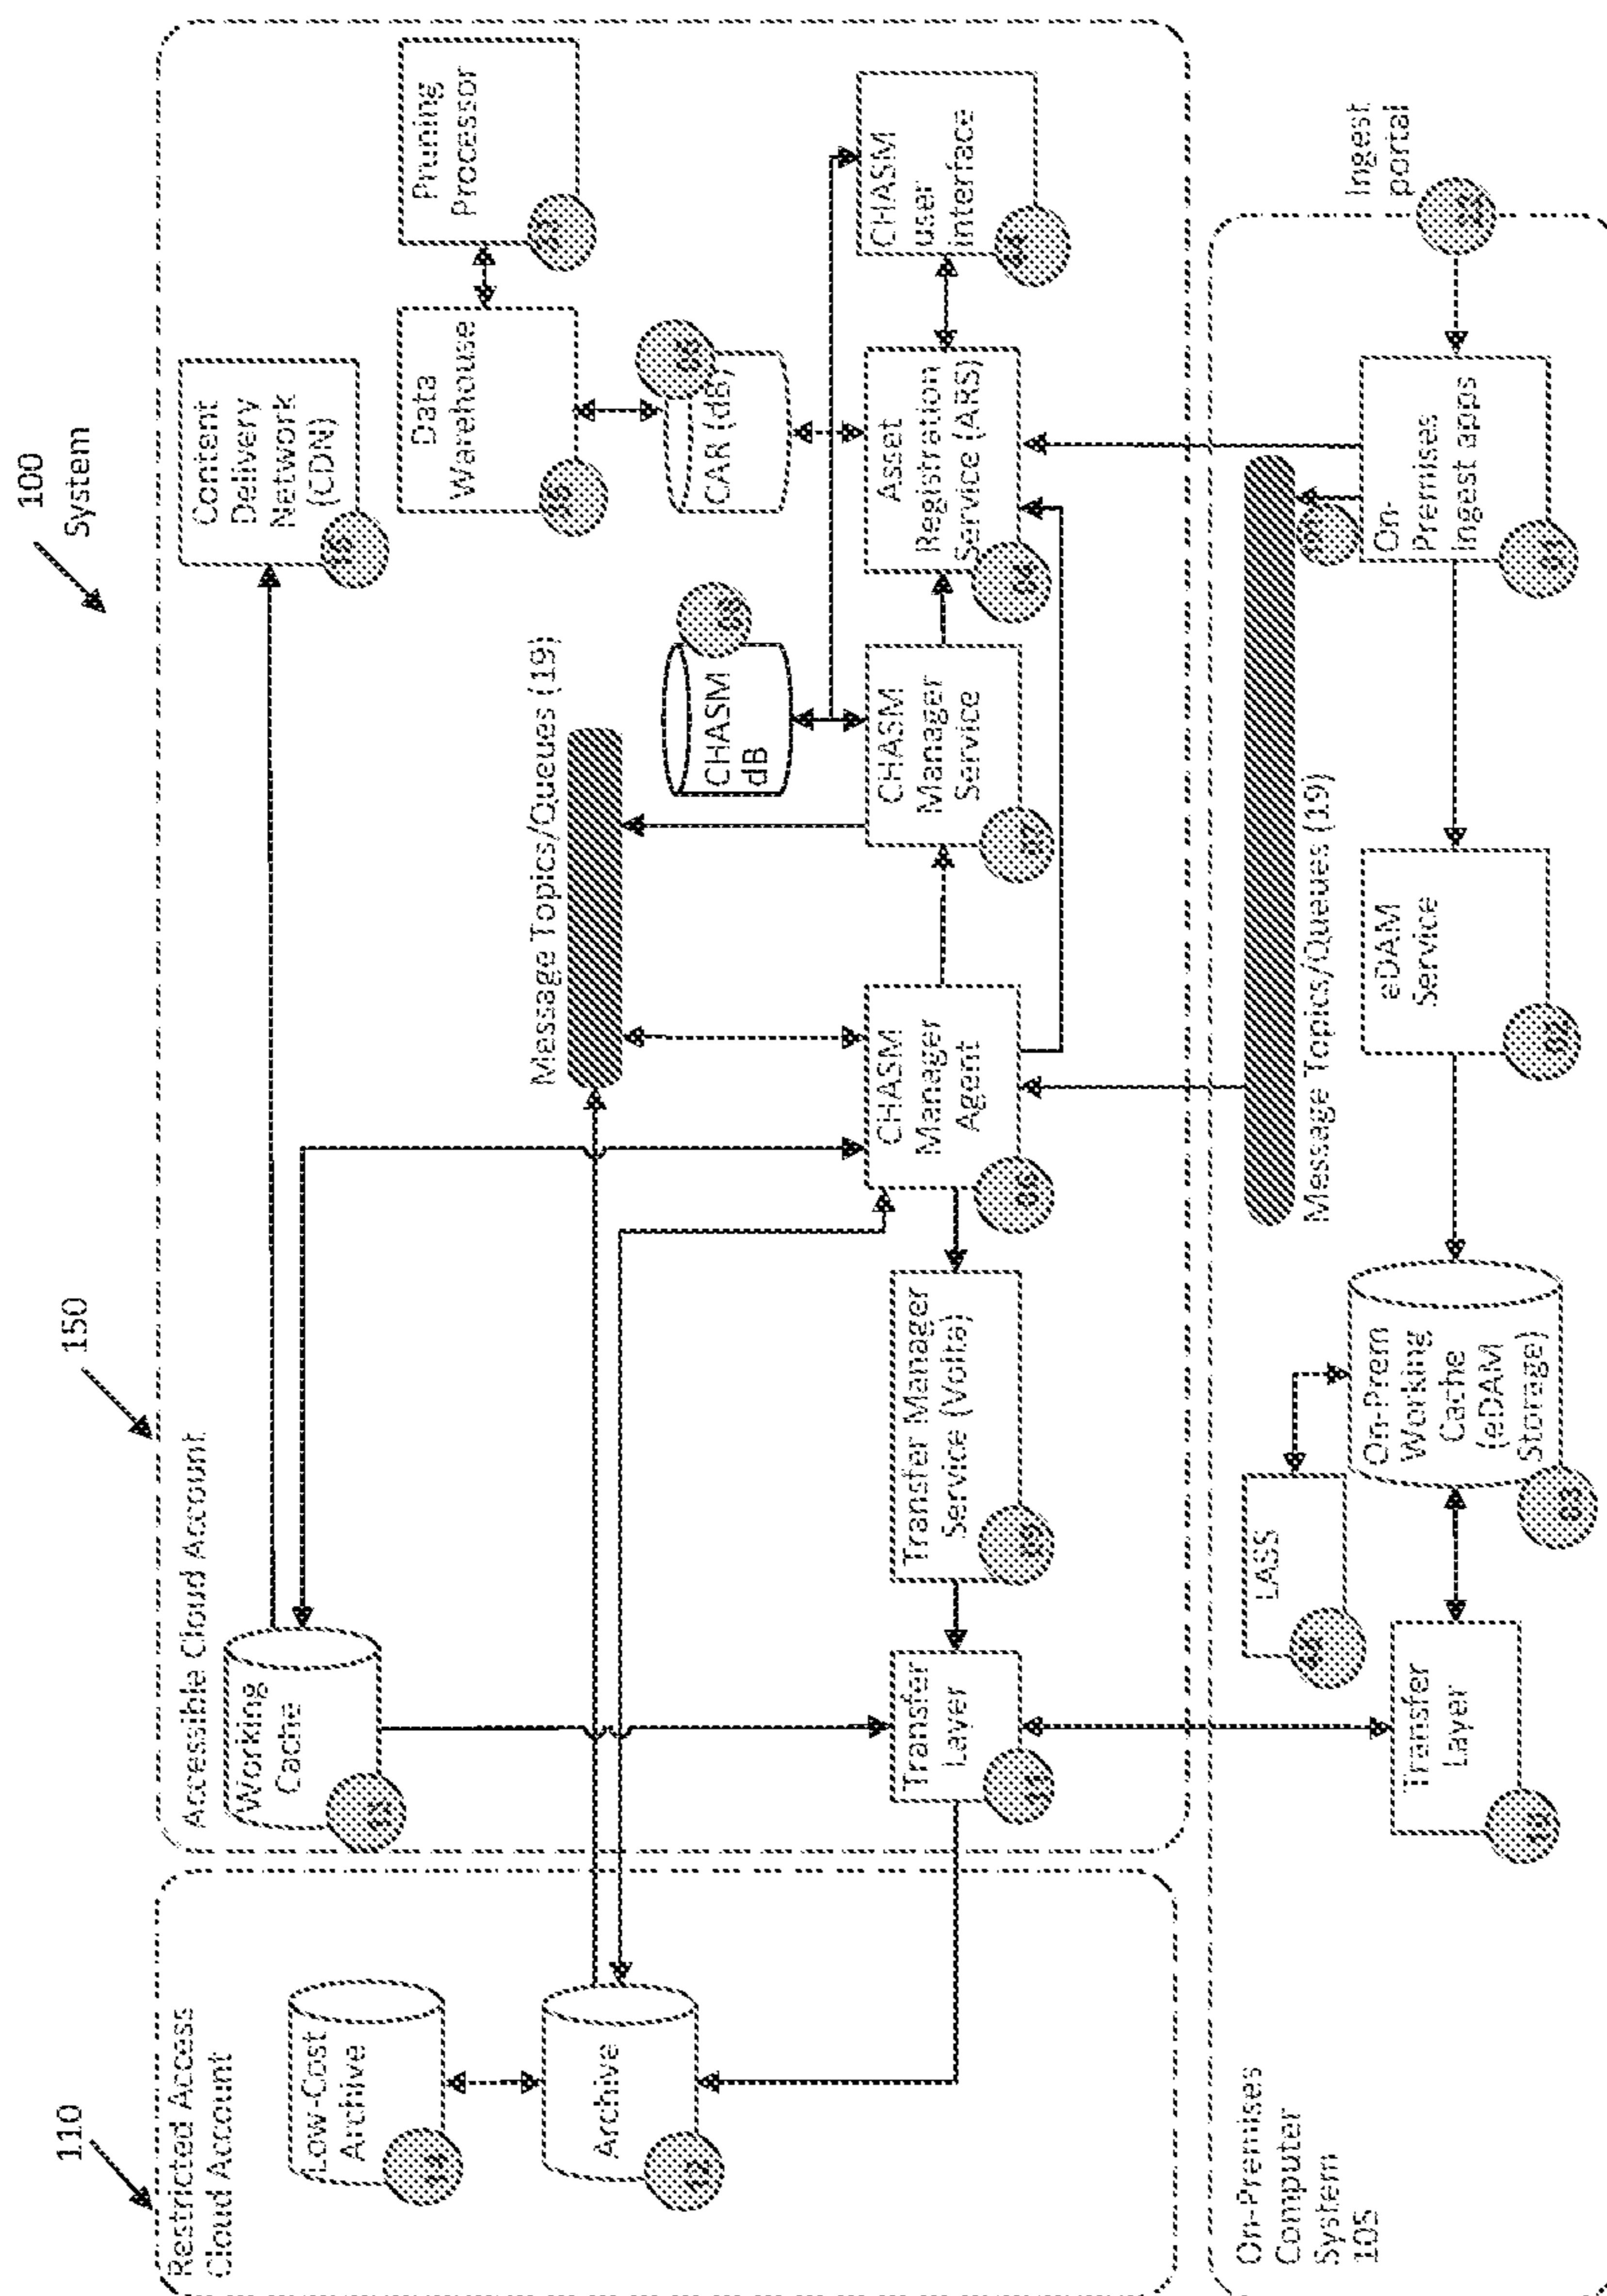 100
System
150
110
Restricted Access
Cloud Account
Low-Cost
Archive
Archive
Accessible Cloud Account
Working
Cache
Content
Delivery
Network
(CDN)
Data
Warehouse
Pruning
Processor
Message Topics/Queues (19)
CHASM
dB
CAR (dB)
Transfer
Layer
Transfer Manager
Service (Volta)
CHASM
Manager
Agent
CHASM
Manager
Service
Asset
Registration
Service (ARS)
CHASM
user
interface
On-Premises
Computer
System
105
Transfer
Layer
LASS
On-Prem
Working
Cache
(eDAM
Storage)
Message Topics/Queues (19)
eDAM
Service
On-
Premises
Ingest apps
Ingest
portal